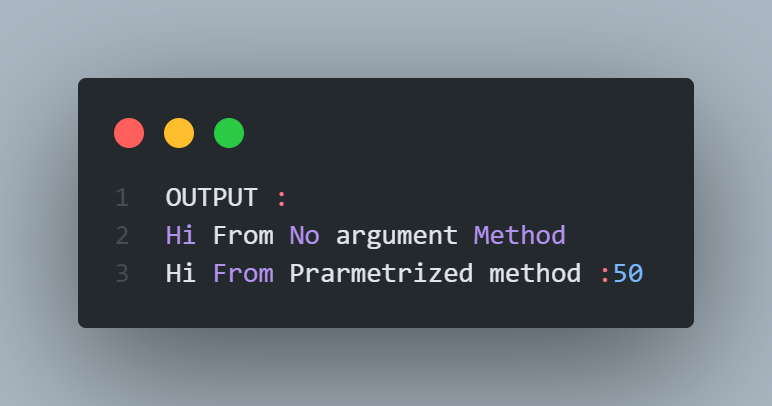 1 OUTPUT :
2 Hi From No argument Method
3 Hi From Prarmetrized method :50